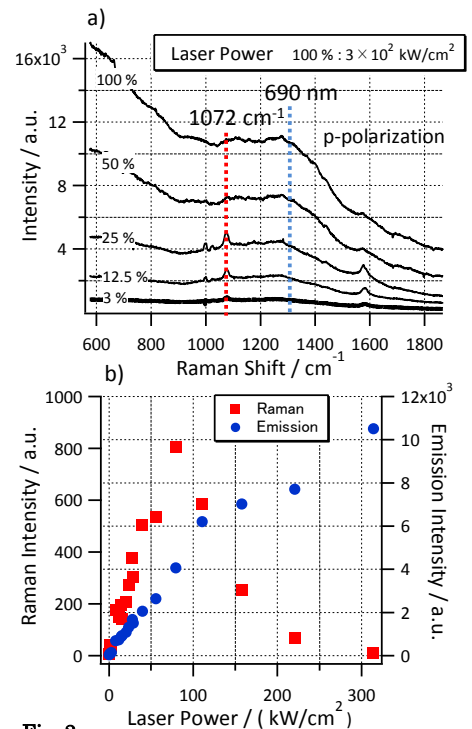 a)
Laser Power 100 % : 3×10² kW/cm²
16x10³
12
8
4
Intensity / a.u.
100 %
50 %
25 %
12.5 %
3 %
1072 cm⁻¹
690 nm
p-polarization
600 800 1000 1200 1400 1600 1800
Raman Shift / cm⁻¹
b)
1000
800
600
400
200
0
Raman Intensity / a.u.
Raman
Emission
12x10³
10
8
6
4
2
0
Emission Intensity / a.u.
0 100 200 300
Laser Power / ( kW/cm²)